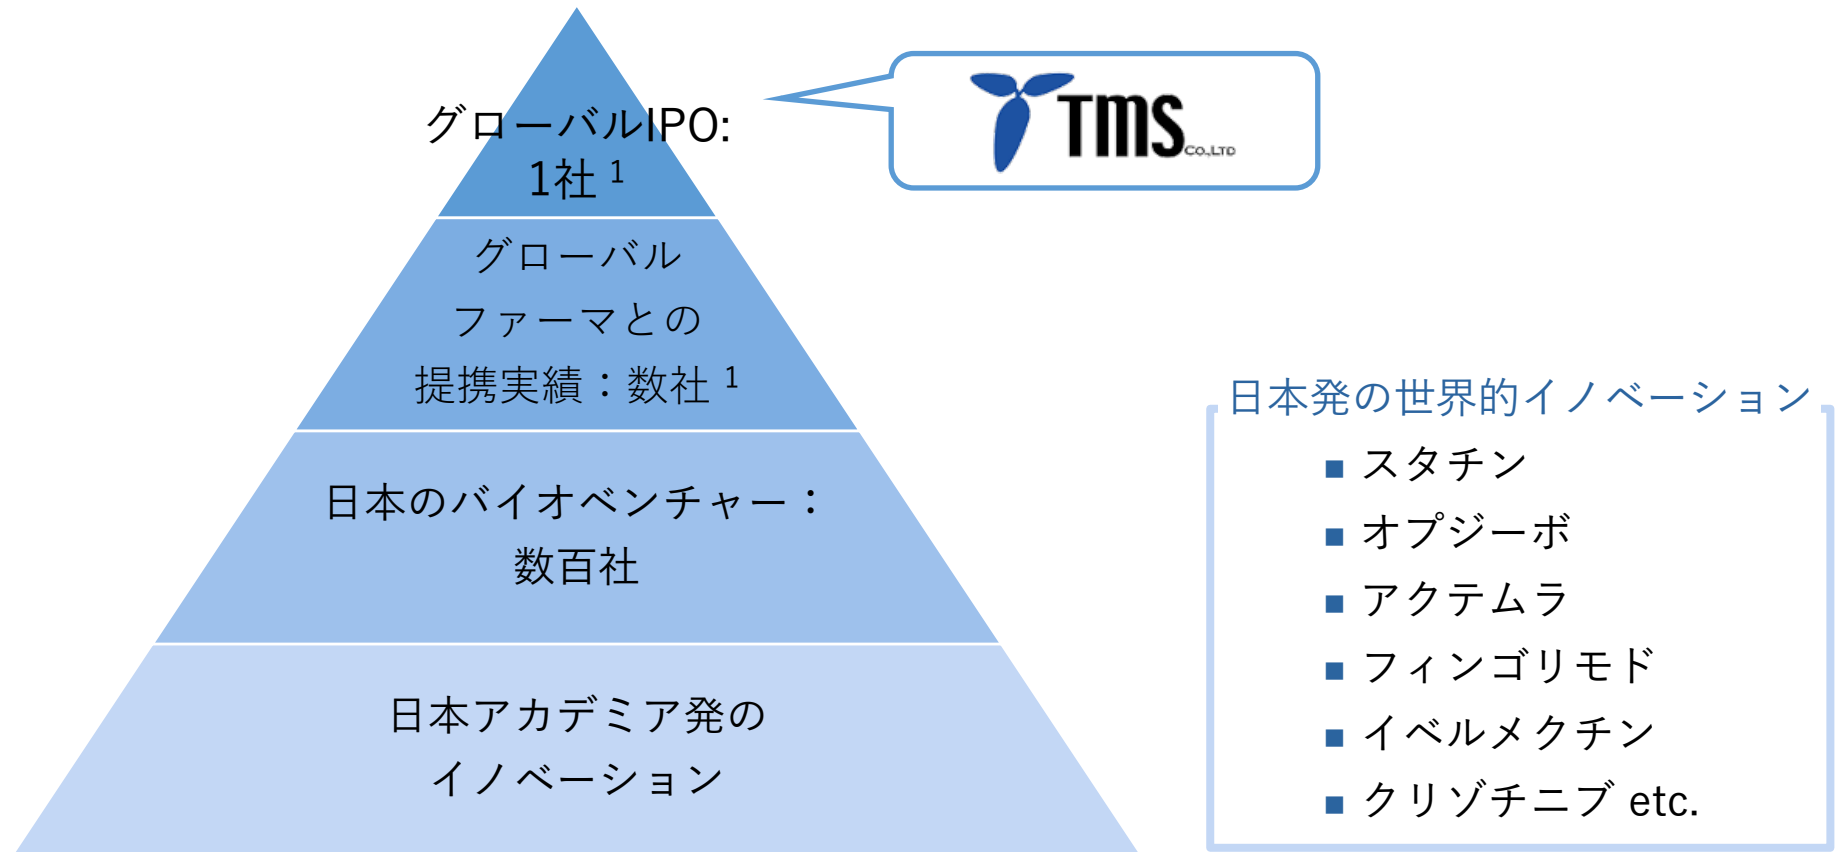 グローバルIPO:
1社 1
TMS CO.,LTD
グローバル
ファーマとの
提携実績：数社 1
日本のバイオベンチャー：
数百社
日本アカデミア発の
イノベーション
日本発の世界的イノベーション
■ スタチン
■ オプジーボ
■ アクテムラ
■ フィンゴリモド
■ イベルメクチン
■ クリゾチニブ etc.